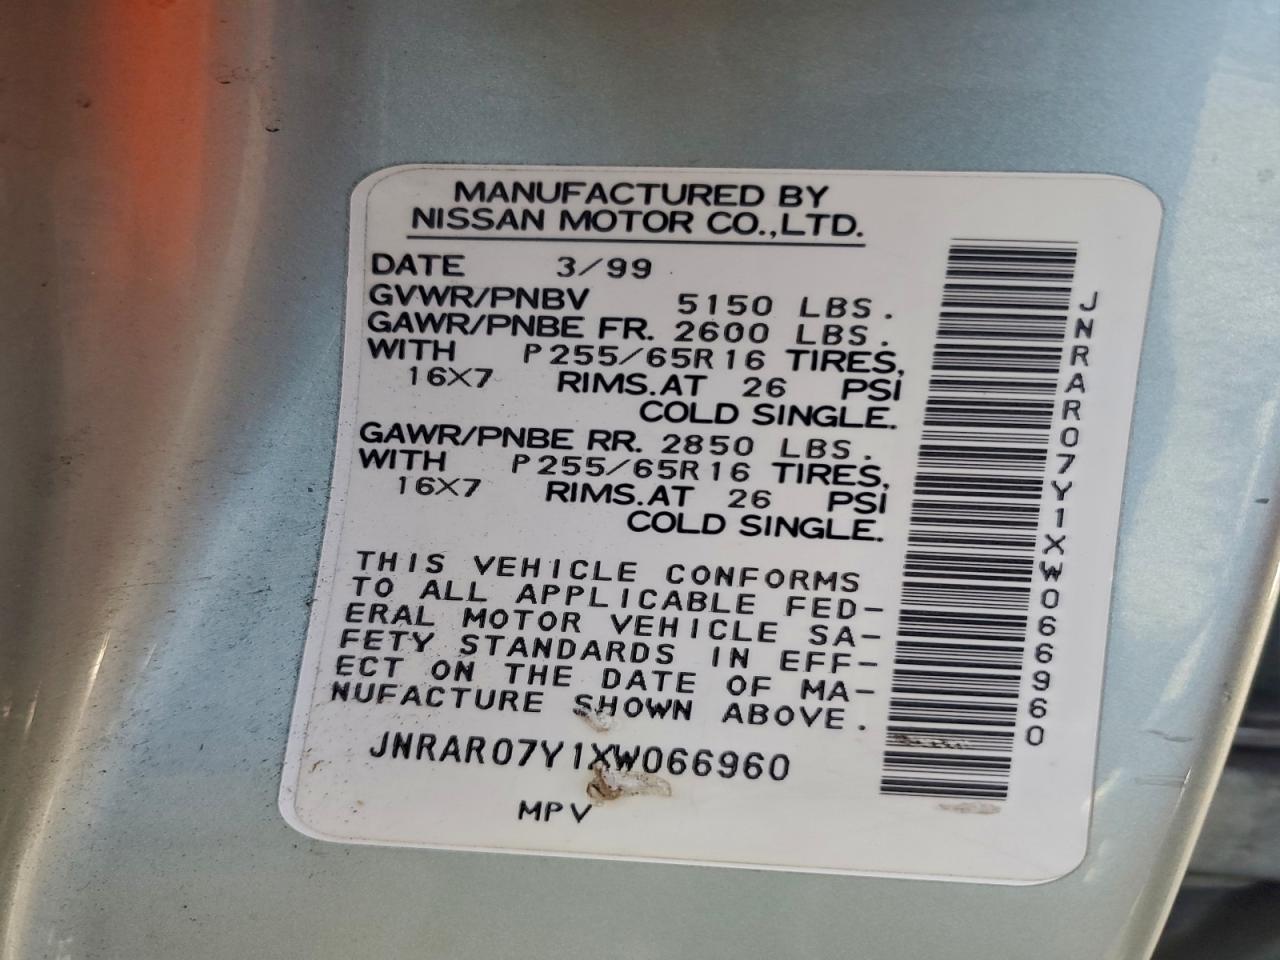 MANUFACTURED BY
NISSAN MOTOR CO.,LTD.
DATE 3/99
GVWR/PNBV 5150 LBS.
GAWR/PNBE FR. 2600 LBS.
WITH P255/65R16 TIRES,
16X7 RIMS.AT 26 PSI
COLD SINGLE.
GAWR/PNBE RR. 2850 LBS.
WITH P255/65R16 TIRES,
16X7 RIMS.AT 26 PSI
COLD SINGLE.
THIS VEHICLE CONFORMS
TO ALL APPLICABLE FED-
ERAL MOTOR VEHICLE SA-
FETY STANDARDS IN EFF-
ECT ON THE DATE OF MA-
NUFACTURE SHOWN ABOVE.
JNRAR07Y1XW066960
MPV
JNRAR07Y1XW066960